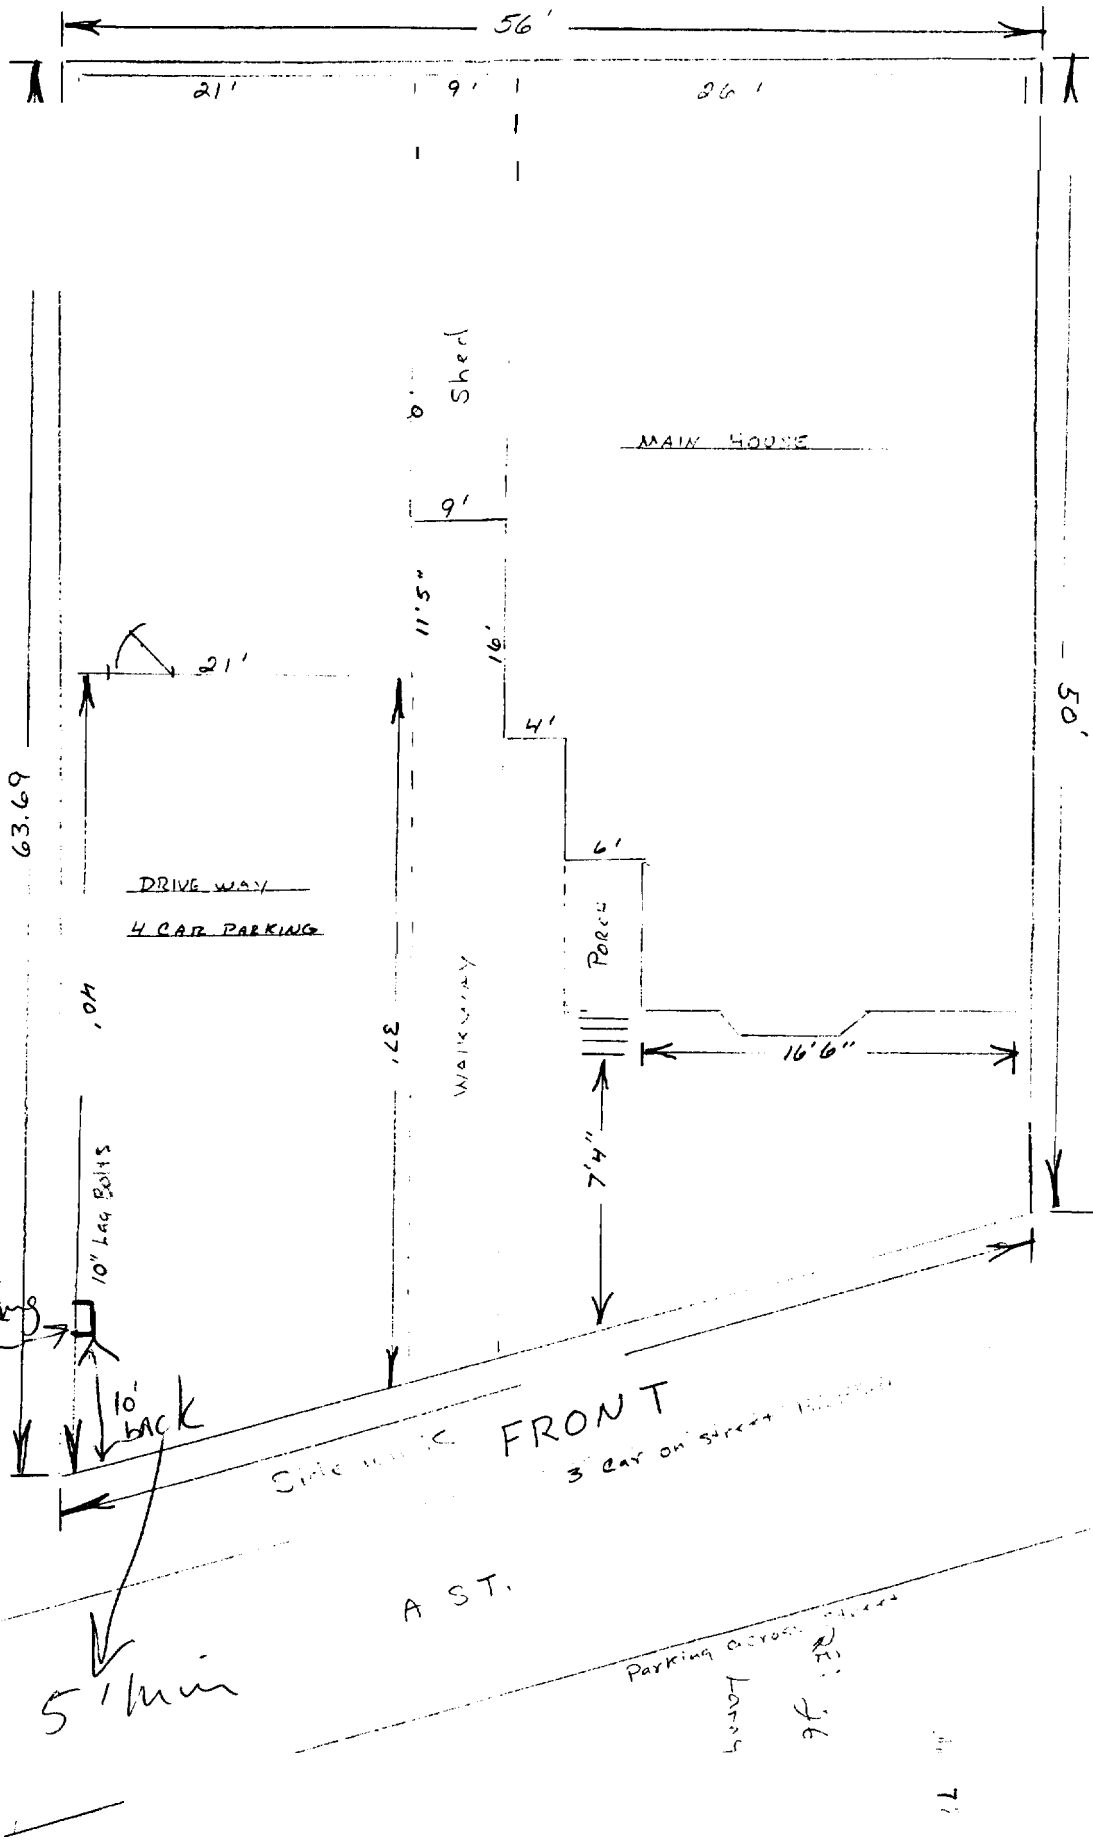 56'
21'
9'
26'
Shed
MAIN HOUSE
9'
11'5"
16'
21'
4'
50'
63.69
6'
DRIVE WAY
4 CAR PARKING
PORCH
40'
37'
WALKWAY
16'6"
7'4"
10" Lag Bolts
10'
back
FRONT
3 car on street
A ST.
Parking across street
5' min